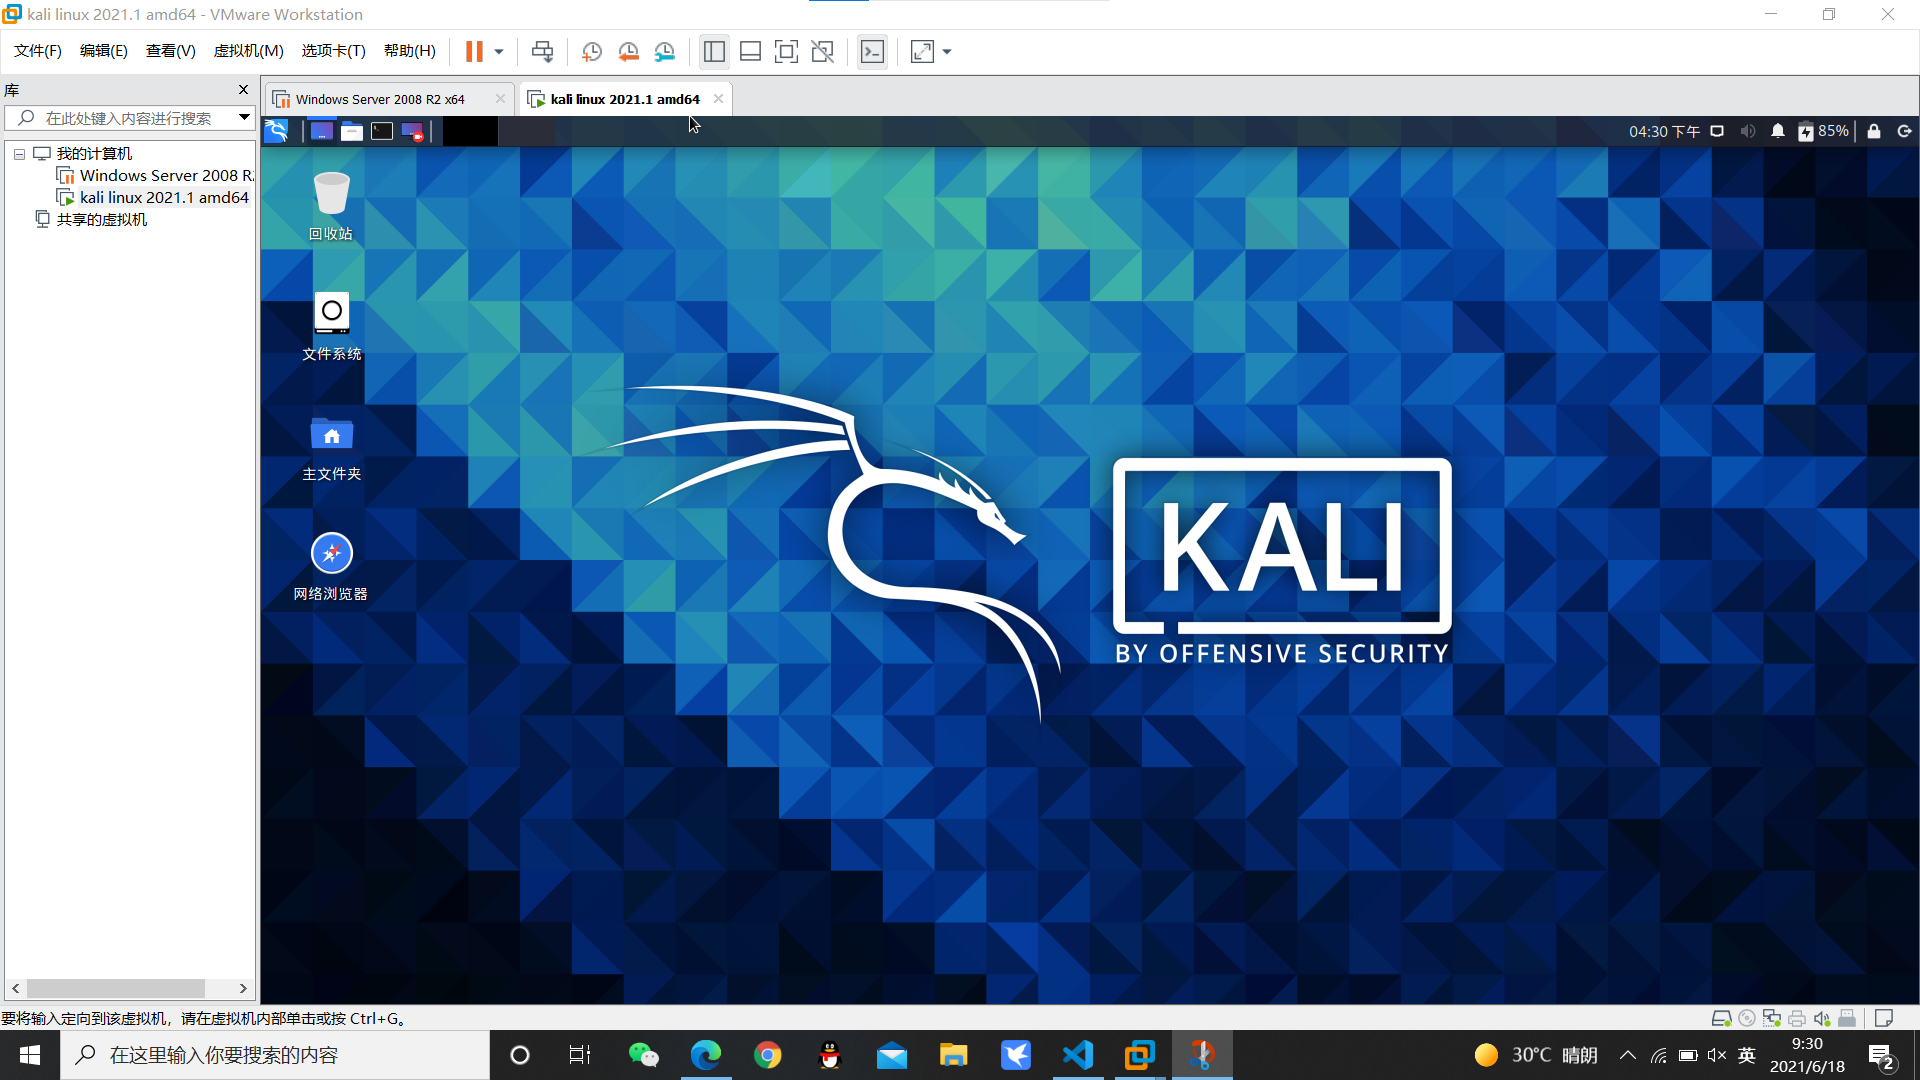 kali linux 2021.1 amd64 - VMware Workstation
文件(F) 编辑(E) 查看(V) 虚拟机(M) 选项卡(T) 帮助(H)
库
在此处键入内容进行搜索
我的计算机
Windows Server 2008 R2
kali linux 2021.1 amd64
共享的虚拟机
Windows Server 2008 R2 x64
kali linux 2021.1 amd64
04:30 下午 85%
回收站
文件系统
主文件夹
网络浏览器
KALI
BY OFFENSIVE SECURITY
要将输入定向到该虚拟机，请在虚拟机内部单击或按 Ctrl+G。
在这里输入你要搜索的内容
30°C 晴朗
英
9:30
2021/6/18
2